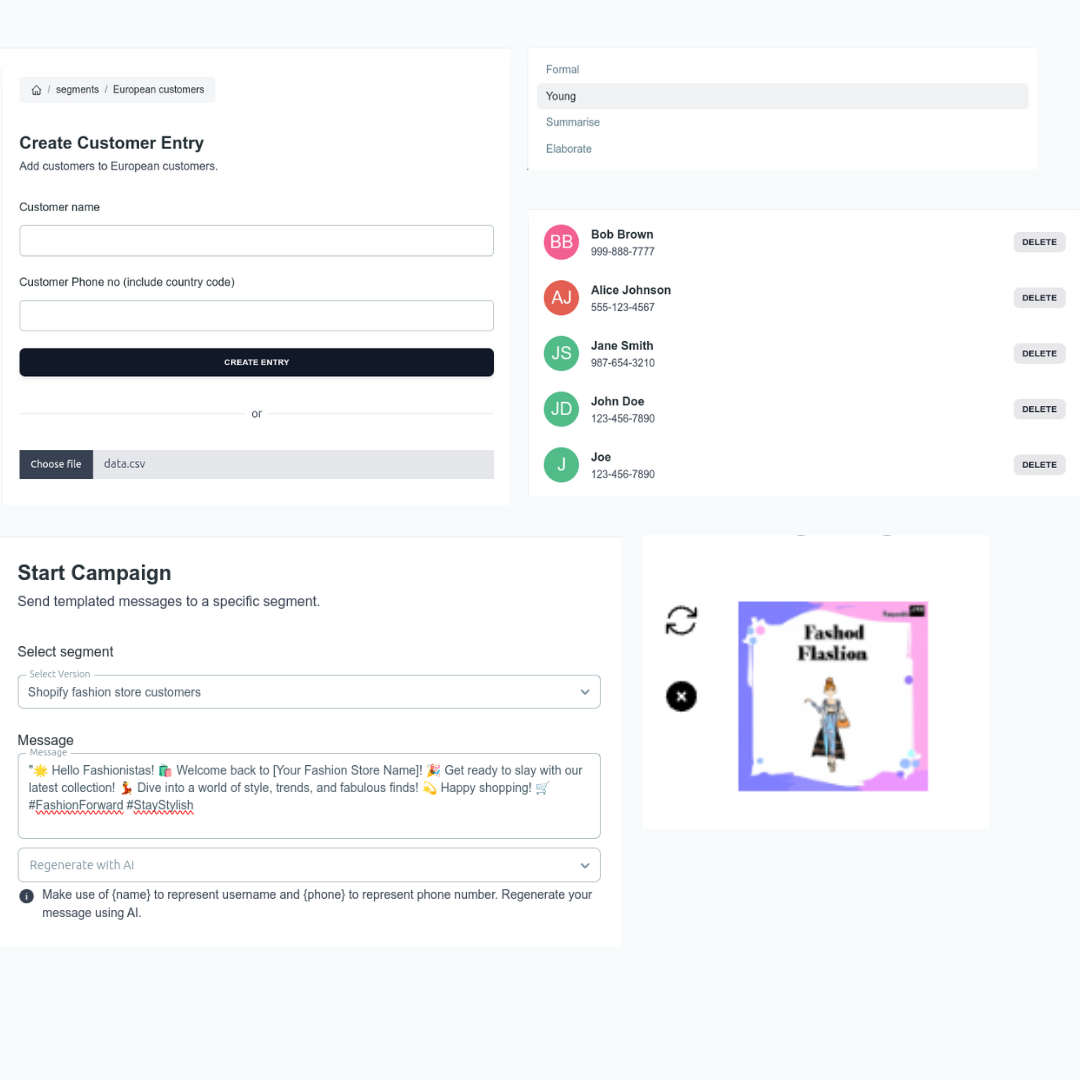 / segments / European customers
Create Customer Entry
Add customers to European customers.
Customer name
Customer Phone no (include country code)
CREATE ENTRY
or
Choose file data.csv
Formal
Young
Summarise
Elaborate
BB Bob Brown DELETE
999-888-7777
AJ Alice Johnson DELETE
555-123-4567
JS Jane Smith DELETE
987-654-3210
JD John Doe DELETE
123-456-7890
J Joe DELETE
123-456-7890
Start Campaign
Send templated messages to a specific segment.
Select segment
Select Version
Shopify fashion store customers
Message
Message
"🌟 Hello Fashionistas! 🛍️ Welcome back to [Your Fashion Store Name]! 🎉 Get ready to slay with our
latest collection! 💃 Dive into a world of style, trends, and fabulous finds! 💫 Happy shopping! 🛒
#FashionForward #StayStylish
Regenerate with AI
Make use of {name} to represent username and {phone} to represent phone number. Regenerate your
message using AI.
Fashod
Flaslion